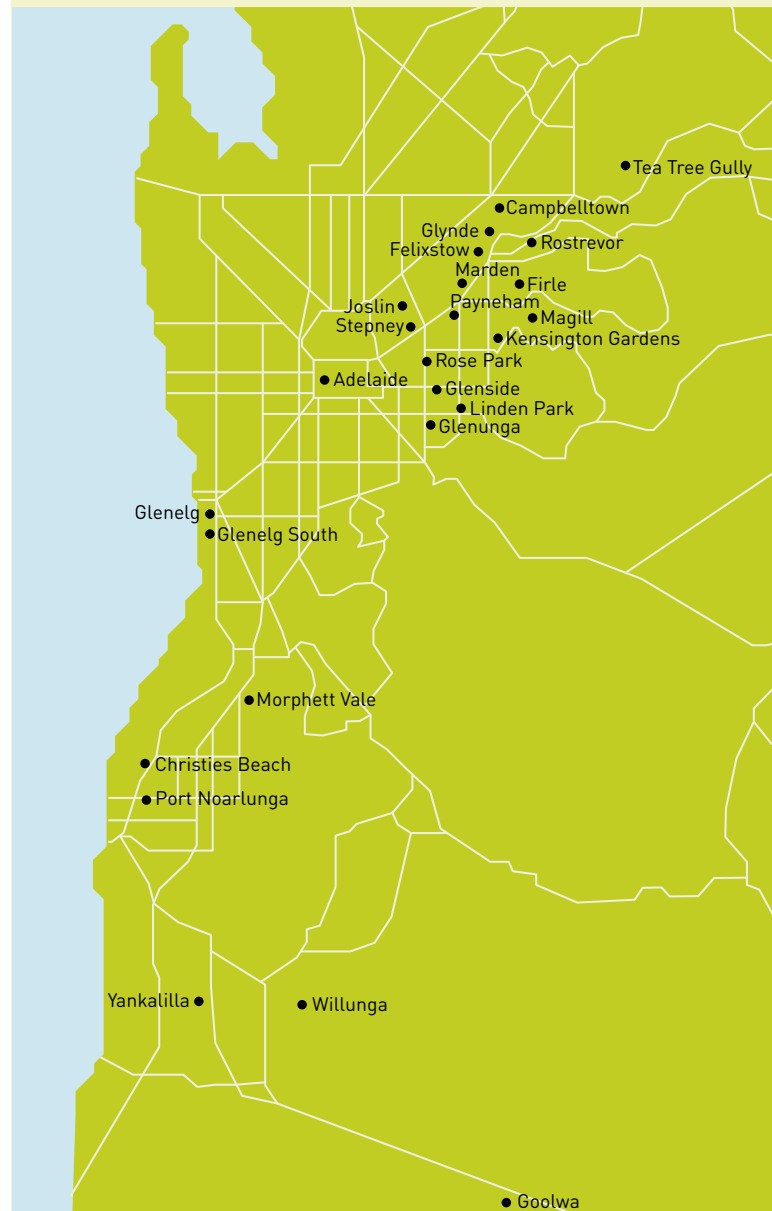 Tea Tree Gully
Campbelltown
Glynde
Rostrevor
Felixstow
Marden
Firle
Payneham
Joslin
Magill
Stepney
Kensington Gardens
Rose Park
Adelaide
Glenside
Linden Park
Glenunga
Glenelg
Glenelg South
Morphett Vale
Christies Beach
Port Noarlunga
Yankalilla
Willunga
Goolwa